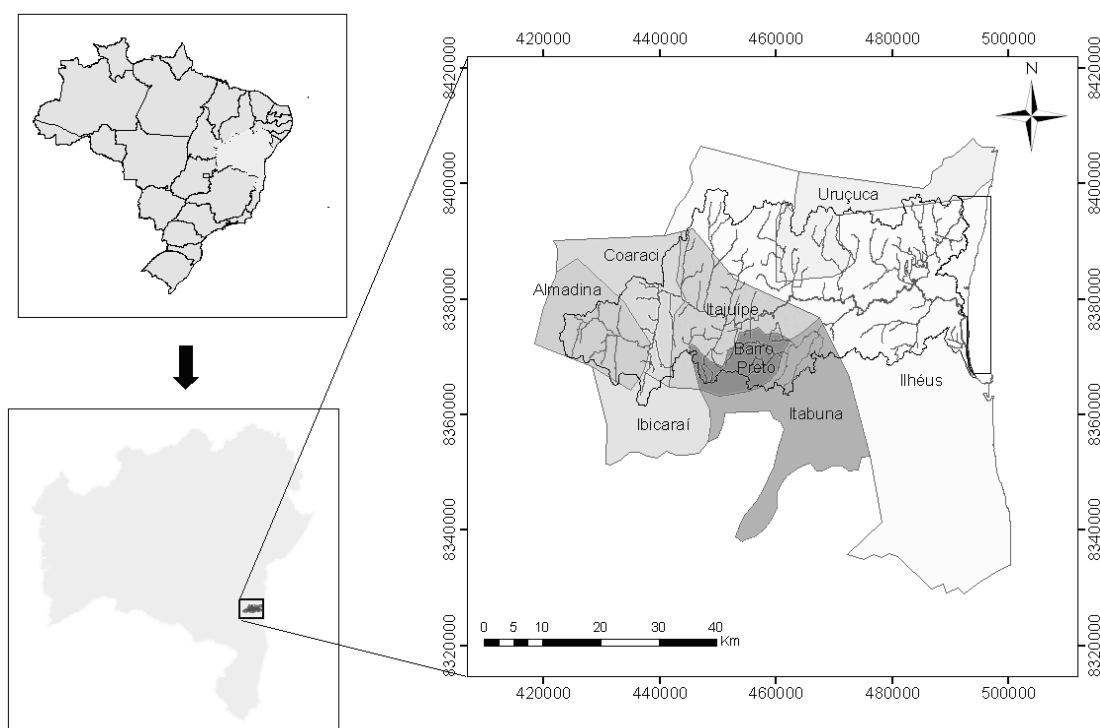 420000 440000 460000 480000 500000
8420000 8420000
N
8400000 8400000
Uruçuca
Coaraci
Almadina
8380000 8380000
Itajuípe
Barro
Preto
Ilhéus
8360000 8360000
Ibicaraí
Itabuna
8340000 8340000
0 5 10 20 30 40
Km
8320000 8320000
420000 440000 460000 480000 500000